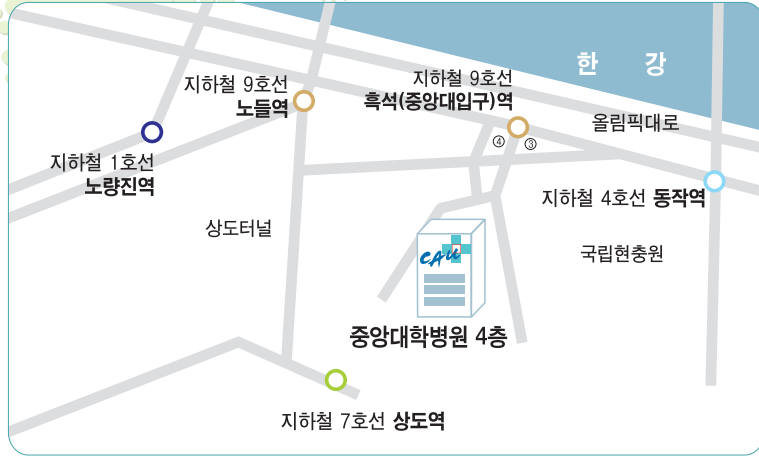 한 강
지하철 9호선
노들역
지하철 9호선
흑석(중앙대입구)역
올림픽대로
④ ③
지하철 1호선
노량진역
지하철 4호선 동작역
상도터널
국립현충원
CAU
중앙대학병원 4층
지하철 7호선 상도역